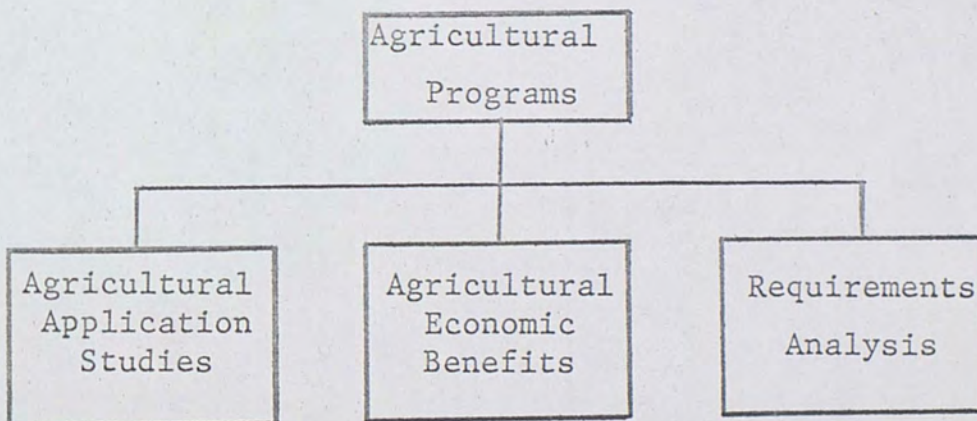 Agricultural
Programs
Agricultural
Application
Studies
Agricultural
Economic
Benefits
Requirements
Analysis